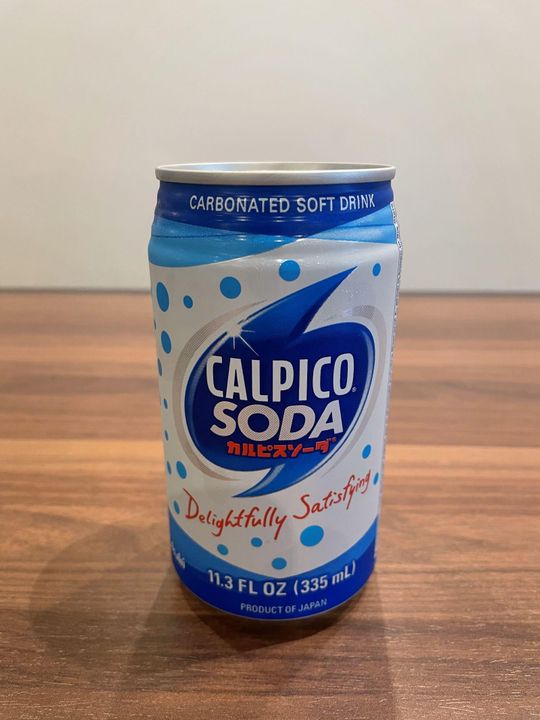 CARBONATED SOFT DRINK
CALPICO®
SODA
カルピスソーダ®
Delightfully Satisfying
11.3 FL OZ (335 mL)
PRODUCT OF JAPAN